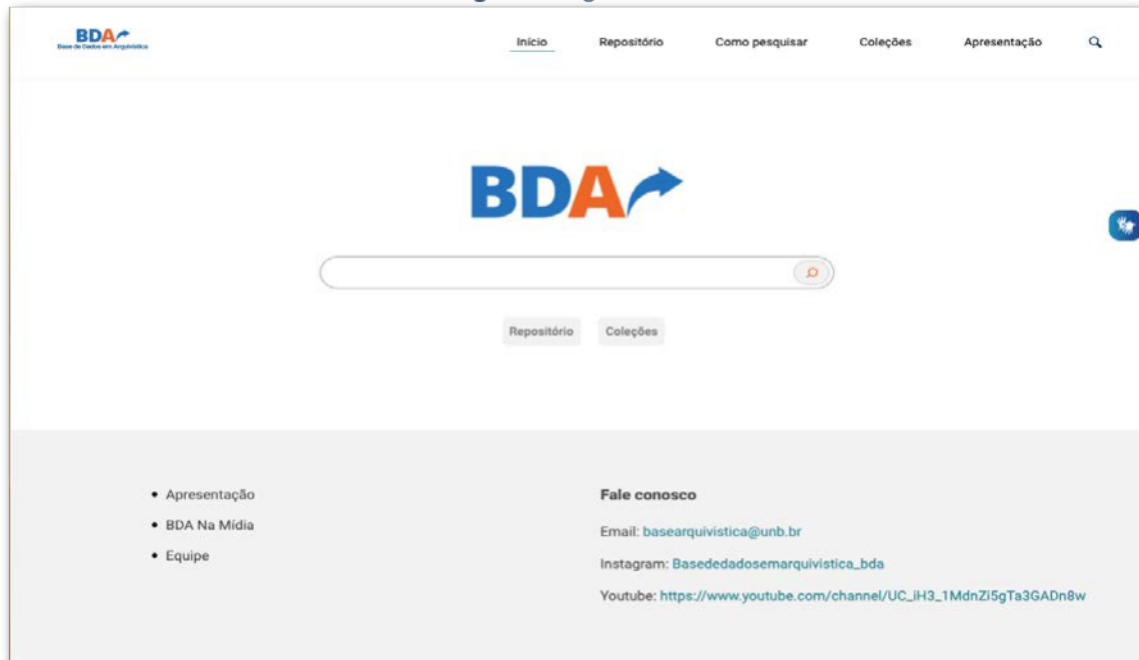 BDA
Base de Dados em Arquivística
Início Repositório Como pesquisar Coleções Apresentação
BDA
Repositório Coleções
Apresentação
BDA Na Mídia
Equipe
Fale conosco
Email: basearquivistica@unb.br
Instagram: Basededadosemarquivistica_bda
Youtube: https://www.youtube.com/channel/UC_iH3_1MdnZi5gTa3GADn8w